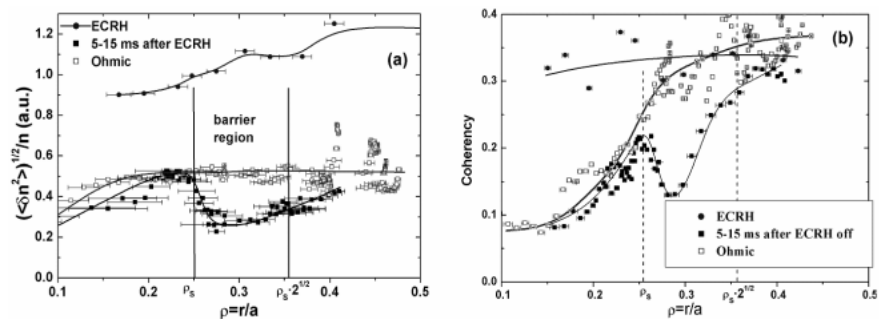 ECRH
5-15 ms after ECRH
Ohmic
(a)
barrier
region
(<δn²>)^1/2/n (a.u.)
1.2
1.0
0.8
0.6
0.4
0.2
0.0
0.1
0.2
0.3
0.4
0.5
ρs
ρs·2^1/2
ρ=r/a
(b)
Coherency
0.4
0.3
0.2
0.1
0.0
ECRH
5-15 ms after ECRH off
Ohmic
0.1
0.2
0.3
0.4
0.5
ρs
ρs·2^1/2
ρ=r/a